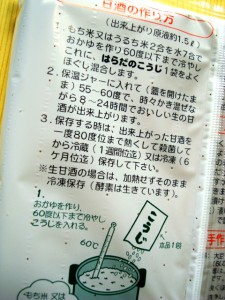 甘酒の作り方
(出来上がり原液約1.5ℓ)
1. もち米又はうるち米2合を水7合で
おかゆを作り60度以下まで冷やし
これに、はらだのこうじ1袋をよく
ほぐし混合します。
2. 保温ジャーに入れて(蓋を開けたま
ま)55~60度で、時々かき混ぜな
がら8~24時間でおいしい生の甘
酒が出来上がります。
3. 保存する時は、出来上がった甘酒を
一度80度位まで熱くして殺菌して
から冷蔵(1週間位迄)又は冷凍(6
ケ月位迄)保存して下さい。
※生甘酒の場合は、加熱せずそのまま
冷凍保存(酵素は生きています)。
1.
おかゆを作り、
60度以下まで冷やし
こうじを入れる。
60℃
こうじ
本品1個
もち米 又は
手作